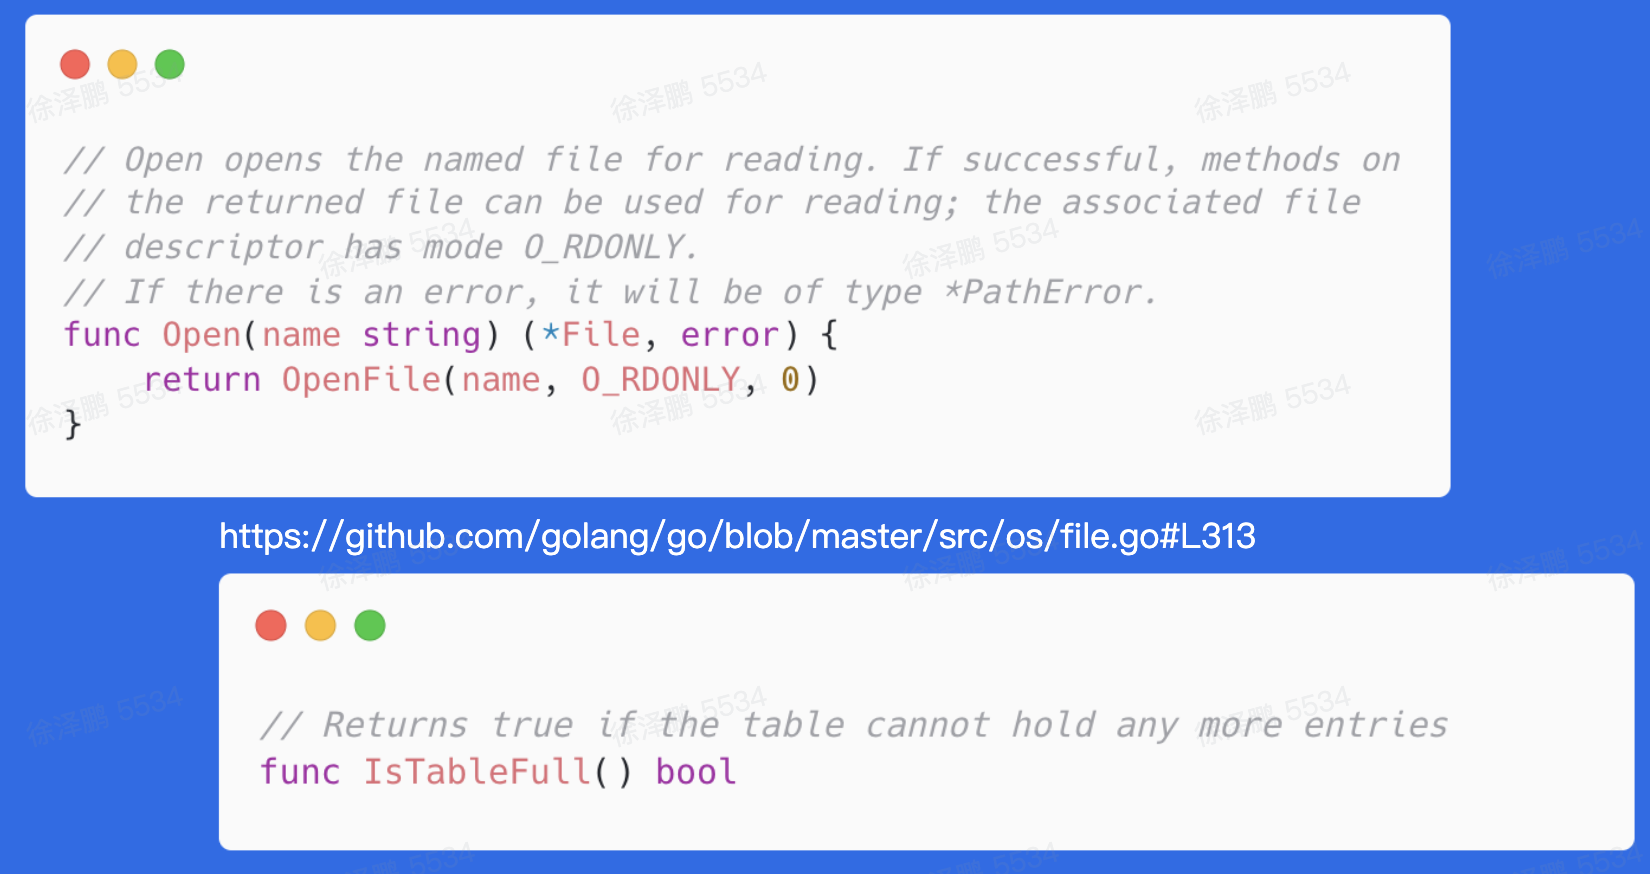 // Open opens the named file for reading. If successful, methods on
// the returned file can be used for reading; the associated file
// descriptor has mode O_RDONLY.
// If there is an error, it will be of type *PathError.
func Open(name string) (*File, error) {
    return OpenFile(name, O_RDONLY, 0)
}
https://github.com/golang/go/blob/master/src/os/file.go#L313
// Returns true if the table cannot hold any more entries
func IsTableFull() bool
徐泽鹏 5534